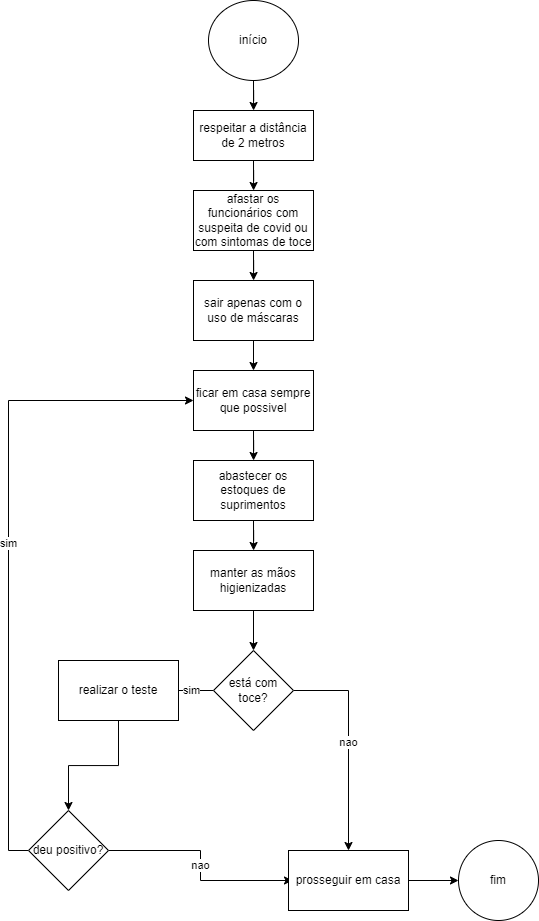 início
respeitar a distância
de 2 metros
afastar os
funcionários com
suspeita de covid ou
com sintomas de toce
sair apenas com o
uso de máscaras
ficar em casa sempre
que possivel
abastecer os
estoques de
suprimentos
sim
manter as mãos
higienizadas
está com
toce?
sim
realizar o teste
nao
deu positivo?
nao
prosseguir em casa
fim